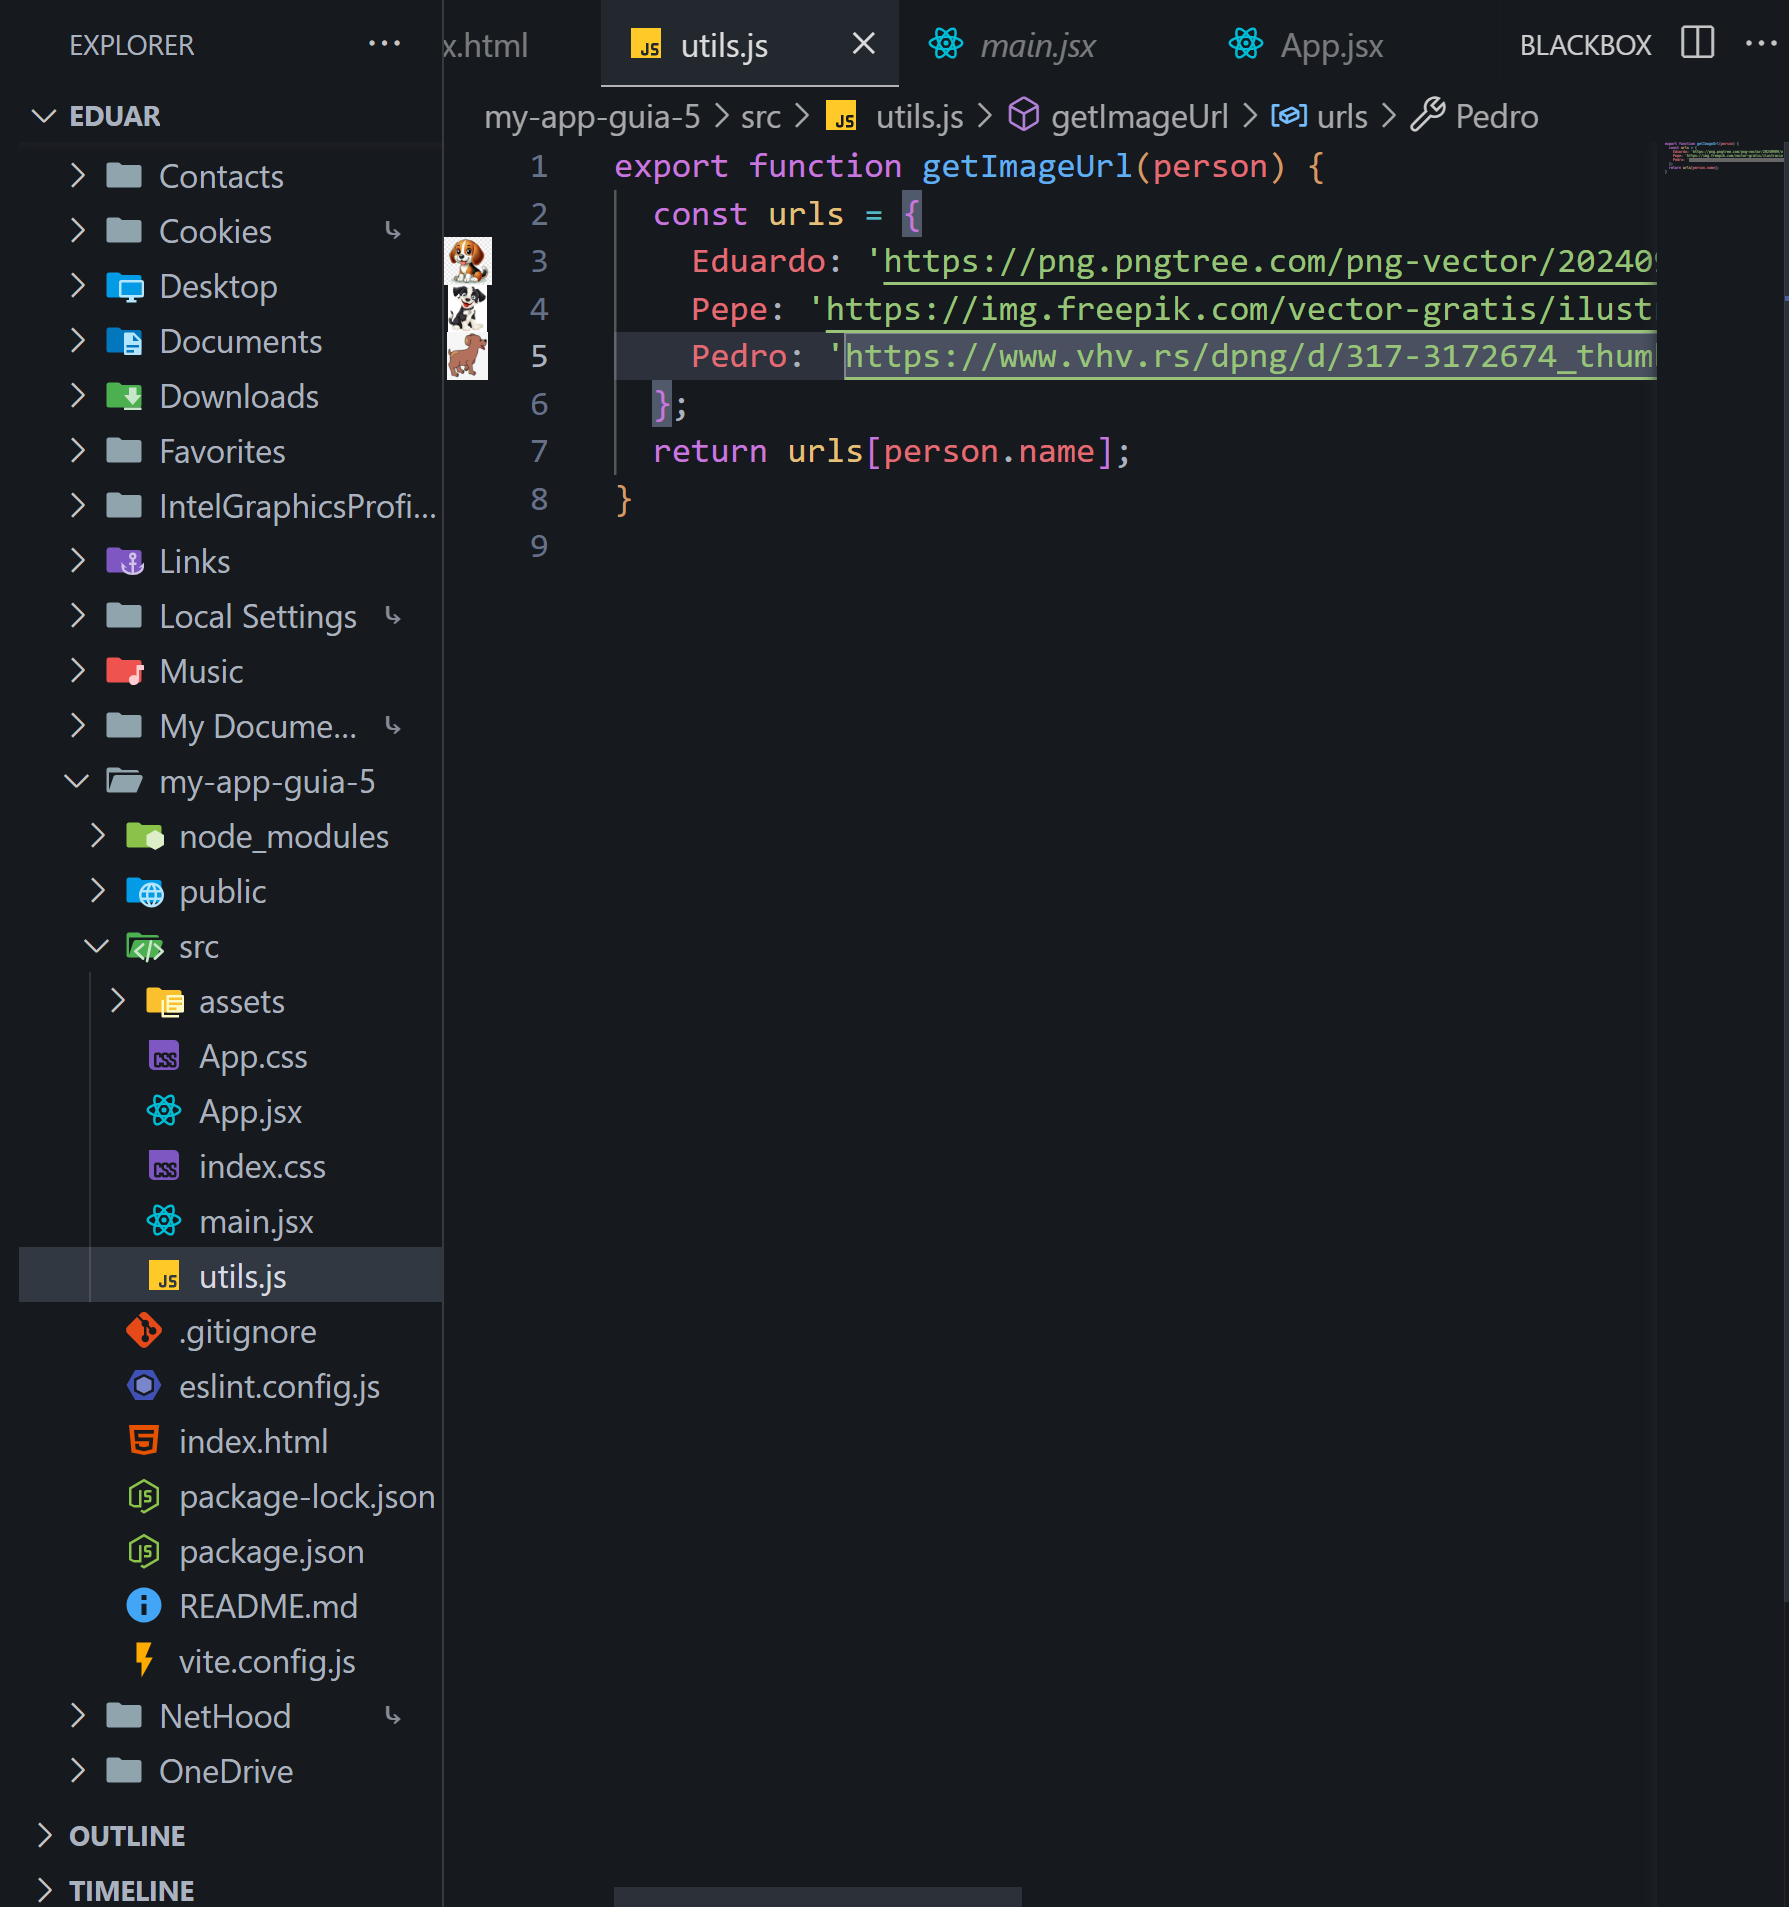 EXPLORER
x.html
utils.js
main.jsx
App.jsx
BLACKBOX
EDUAR
Contacts
Cookies
Desktop
Documents
Downloads
Favorites
IntelGraphicsProfi...
Links
Local Settings
Music
My Docume...
my-app-guia-5
node_modules
public
src
assets
App.css
App.jsx
index.css
main.jsx
utils.js
.gitignore
eslint.config.js
index.html
package-lock.json
package.json
README.md
vite.config.js
NetHood
OneDrive
OUTLINE
TIMELINE
my-app-guia-5 > src > JS utils.js > getImageUrl > urls > Pedro
1 export function getImageUrl(person) {
2 const urls = {
3 Eduardo: 'https://png.pngtree.com/png-vector/20240
4 Pepe: 'https://img.freepik.com/vector-gratis/ilust
5 Pedro: 'https://www.vhv.rs/dpng/d/317-3172674_thum
6 };
7 return urls[person.name];
8 }
9